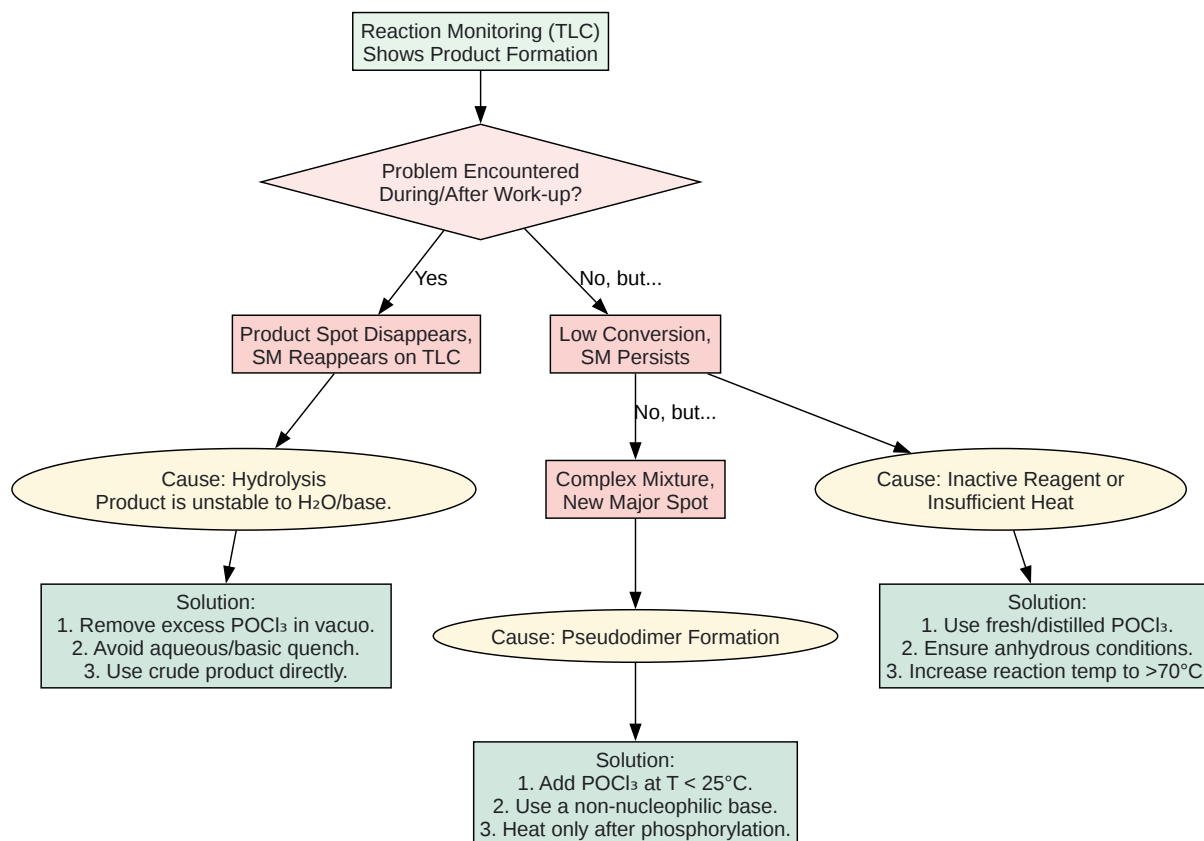 Reaction Monitoring (TLC)
Shows Product Formation
Problem Encountered
During/After Work-up?
Yes
No, but...
Product Spot Disappears,
SM Reappears on TLC
Low Conversion,
SM Persists
No, but...
Cause: Hydrolysis
Product is unstable to H₂O/base.
Complex Mixture,
New Major Spot
Cause: Inactive Reagent or
Insufficient Heat
Solution:
1. Remove excess POCl₃ in vacuo.
2. Avoid aqueous/basic quench.
3. Use crude product directly.
Cause: Pseudodimer Formation
Solution:
1. Use fresh/distilled POCl₃.
2. Ensure anhydrous conditions.
3. Increase reaction temp to >70°C
Solution:
1. Add POCl₃ at T < 25°C.
2. Use a non-nucleophilic base.
3. Heat only after phosphorylation.